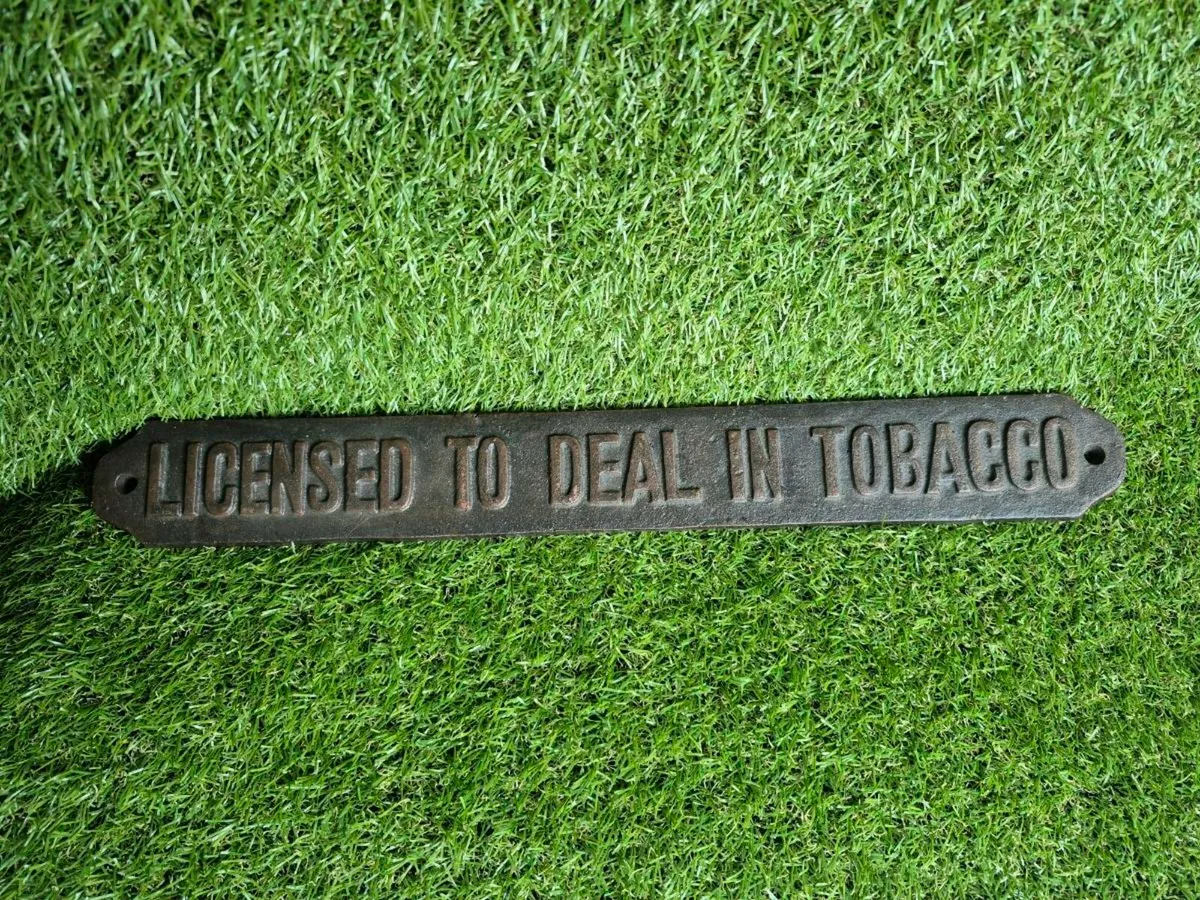 LICENSED TO DEAL IN TOBACCO